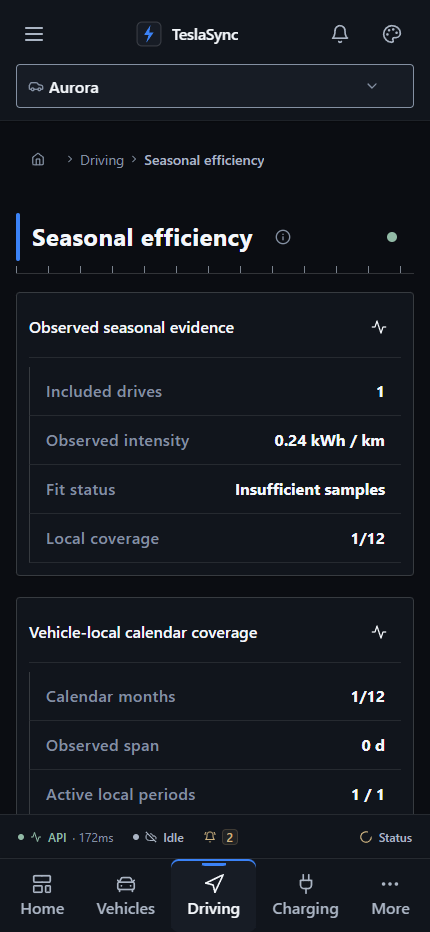 TeslaSync
Aurora
Driving Seasonal efficiency
Seasonal efficiency
Observed seasonal evidence
Included drives 1
Observed intensity 0.24 kWh / km
Fit status Insufficient samples
Local coverage 1/12
Vehicle-local calendar coverage
Calendar months 1/12
Observed span 0 d
Active local periods 1 / 1
API · 172ms Idle 2 Status
Home Vehicles Driving Charging More